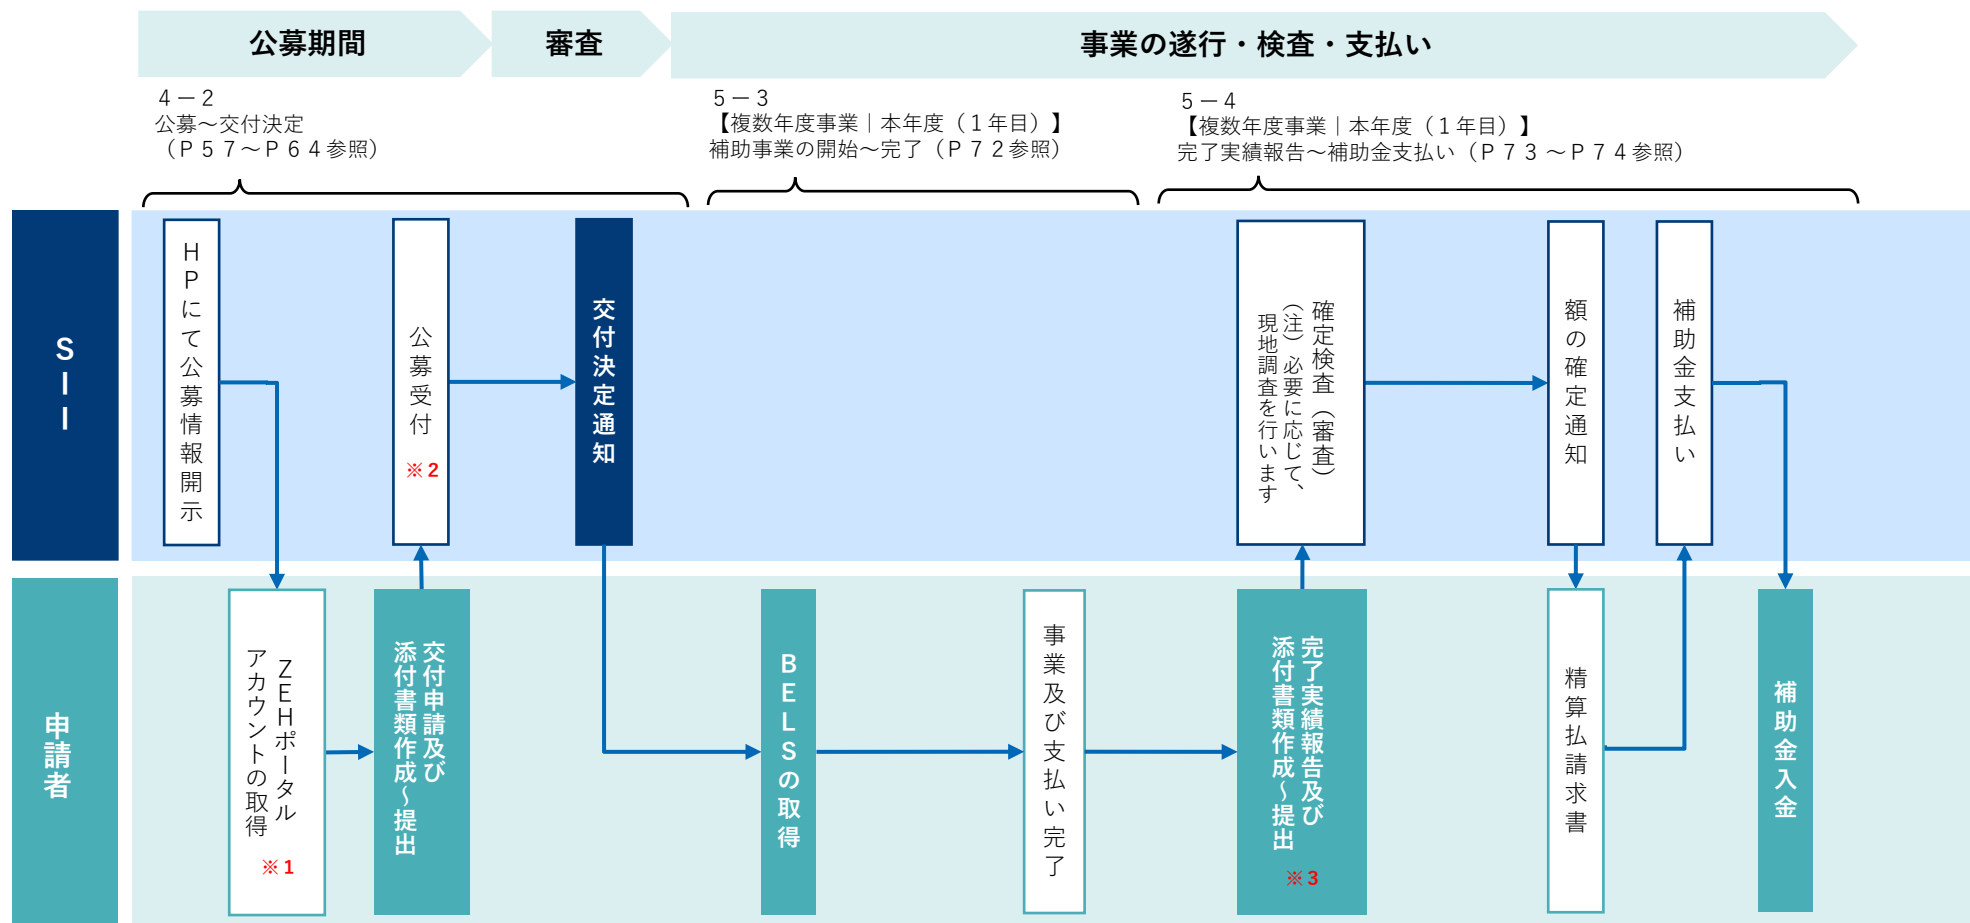 公募期間
審査
事業の遂行・検査・支払い
４－２
公募～交付決定
（Ｐ５７～Ｐ６４参照）
５－３
【複数年度事業｜本年度（１年目）】
補助事業の開始～完了（Ｐ７２参照）
５－４
【複数年度事業｜本年度（１年目）】
完了実績報告～補助金支払い（Ｐ７３～Ｐ７４参照）
ＳＩＩ
ＨＰにて公募情報開示
公募受付
※２
交付決定通知
確定検査（審査）
（注）必要に応じて、
現地調査を行います
額の確定通知
補助金支払い
申請者
ＺＥＨポータル
アカウントの取得
※１
交付申請及び
添付書類作成～提出
ＢＥＬＳの取得
事業及び支払い完了
完了実績報告及び
添付書類作成～提出
※３
精算払請求書
補助金入金